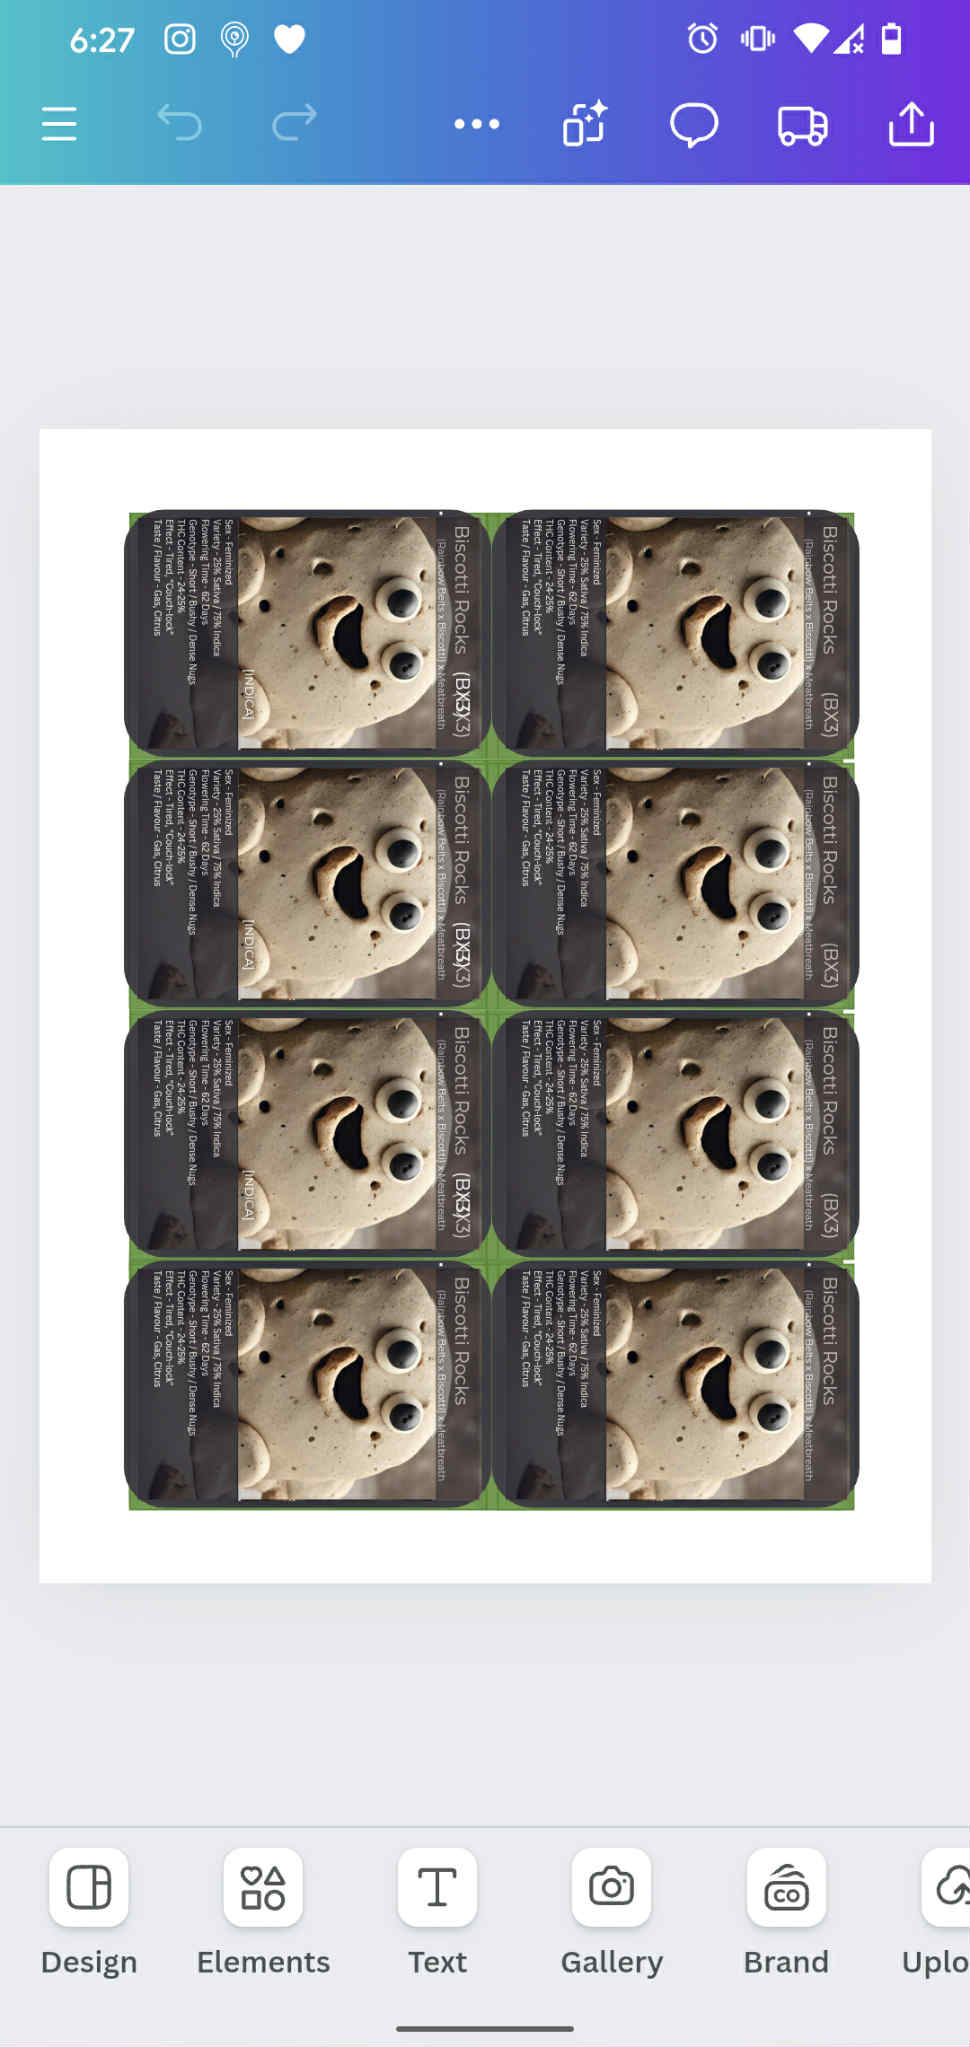 6:27
Biscotti Rocks (BX3) (BX3)
(Rainbow Belts x Biscotti) x Meatbreath
[INDICA]
Sex - Feminized
Variety - 25% Sativa / 75% Indica
Flowering Time - 62 Days
Genotype - Short / Bushy / Dense Nugs
THC Content - 24-25%
Effect - Tired, "Couch-lock"
Taste / Flavour - Gas, Citrus
Biscotti Rocks (BX3)
(Rainbow Belts x Biscotti) x Meatbreath
Sex - Feminized
Variety - 25% Sativa / 75% Indica
Flowering Time - 62 Days
Genotype - Short / Bushy / Dense Nugs
THC Content - 24-25%
Effect - Tired, "Couch-lock"
Taste / Flavour - Gas, Citrus
Biscotti Rocks (BX3) (BX3)
(Rainbow Belts x Biscotti) x Meatbreath
[INDICA]
Sex - Feminized
Variety - 25% Sativa / 75% Indica
Flowering Time - 62 Days
Genotype - Short / Bushy / Dense Nugs
THC Content - 24-25%
Effect - Tired, "Couch-lock"
Taste / Flavour - Gas, Citrus
Biscotti Rocks (BX3)
(Rainbow Belts x Biscotti) x Meatbreath
Sex - Feminized
Variety - 25% Sativa / 75% Indica
Flowering Time - 62 Days
Genotype - Short / Bushy / Dense Nugs
THC Content - 24-25%
Effect - Tired, "Couch-lock"
Taste / Flavour - Gas, Citrus
Biscotti Rocks (BX3) (BX3)
(Rainbow Belts x Biscotti) x Meatbreath
[INDICA]
Sex - Feminized
Variety - 25% Sativa / 75% Indica
Flowering Time - 62 Days
Genotype - Short / Bushy / Dense Nugs
THC Content - 24-25%
Effect - Tired, "Couch-lock"
Taste / Flavour - Gas, Citrus
Biscotti Rocks (BX3)
(Rainbow Belts x Biscotti) x Meatbreath
Sex - Feminized
Variety - 25% Sativa / 75% Indica
Flowering Time - 62 Days
Genotype - Short / Bushy / Dense Nugs
THC Content - 24-25%
Effect - Tired, "Couch-lock"
Taste / Flavour - Gas, Citrus
Biscotti Rocks
(Rainbow Belts x Biscotti) x Meatbreath
Sex - Feminized
Variety - 25% Sativa / 75% Indica
Flowering Time - 62 Days
Genotype - Short / Bushy / Dense Nugs
THC Content - 24-25%
Effect - Tired, "Couch-lock"
Taste / Flavour - Gas, Citrus
Biscotti Rocks
(Rainbow Belts x Biscotti) x Meatbreath
Sex - Feminized
Variety - 25% Sativa / 75% Indica
Flowering Time - 62 Days
Genotype - Short / Bushy / Dense Nugs
THC Content - 24-25%
Effect - Tired, "Couch-lock"
Taste / Flavour - Gas, Citrus
CO
Design Elements Text Gallery Brand Uplo